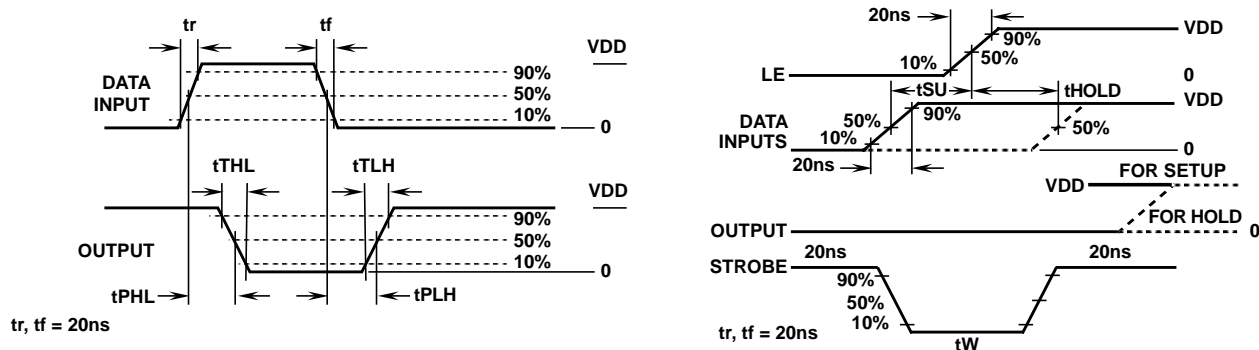 tr
tf
VDD
DATA
INPUT
90%
50%
10%
0
tTHL
tTLH
VDD
OUTPUT
90%
50%
10%
0
tPHL
tPLH
tr, tf = 20ns
20ns
VDD
90%
50%
10%
LE
0
tSU
tHOLD
VDD
DATA
INPUTS
50%
90%
10%
50%
0
20ns
FOR SETUP
VDD
FOR HOLD
OUTPUT
0
20ns
20ns
STROBE
90%
50%
10%
tr, tf = 20ns
tW